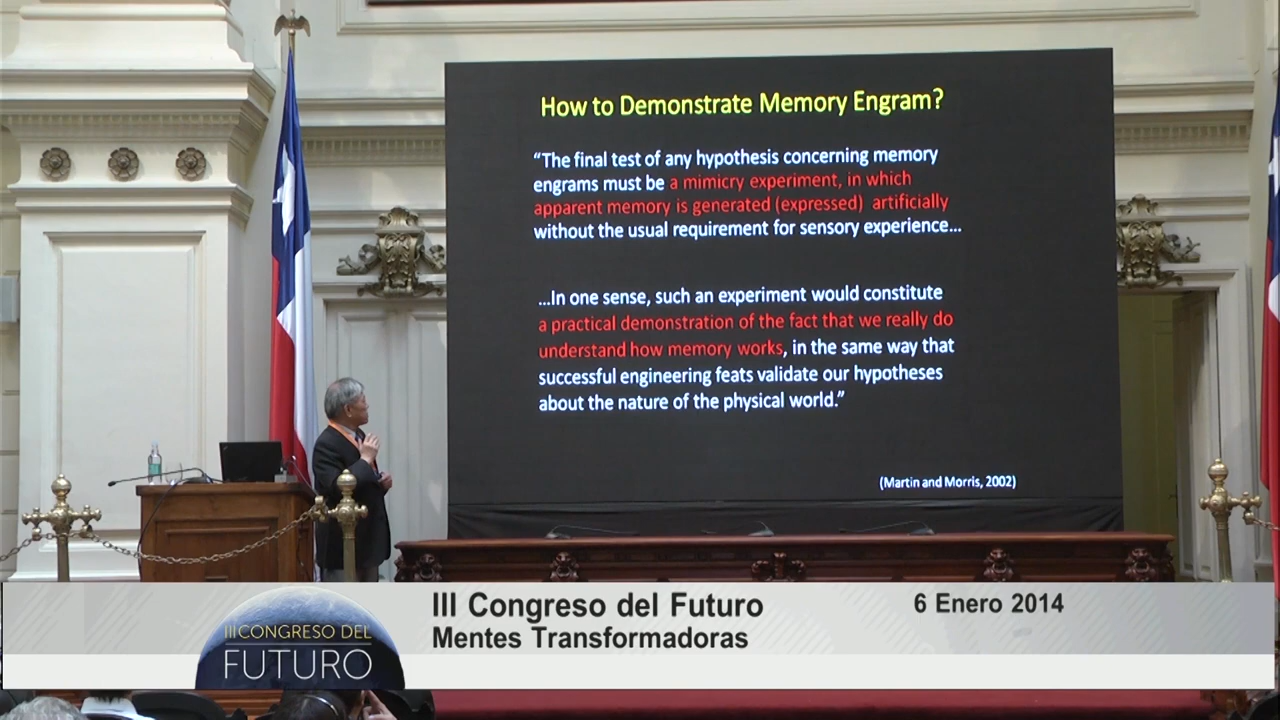 How to Demonstrate Memory Engram?
“The final test of any hypothesis concerning memory
engrams must be a mimicry experiment, in which
apparent memory is generated (expressed) artificially
without the usual requirement for sensory experience…
…In one sense, such an experiment would constitute
a practical demonstration of the fact that we really do
understand how memory works, in the same way that
successful engineering feats validate our hypotheses
about the nature of the physical world.”
(Martin and Morris, 2002)
III Congreso del Futuro
6 Enero 2014
Mentes Transformadoras
III CONGRESO DEL
FUTURO